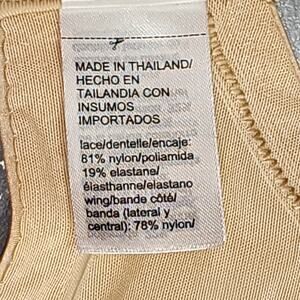 MADE IN THAILAND/
HECHO EN
TAILANDIA CON
INSUMOS
IMPORTADOS
lace/dentelle/encaje:
81% nylon/poliamida
19% elastane/
élasthanne/elastano
wing/bande côté/
banda (lateral y
central): 78% nylon/